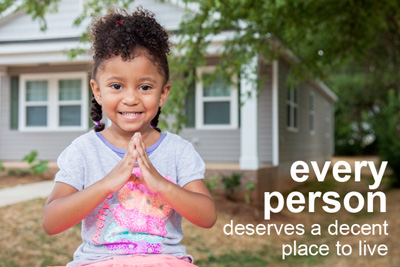 every
person
deserves a decent
place to live